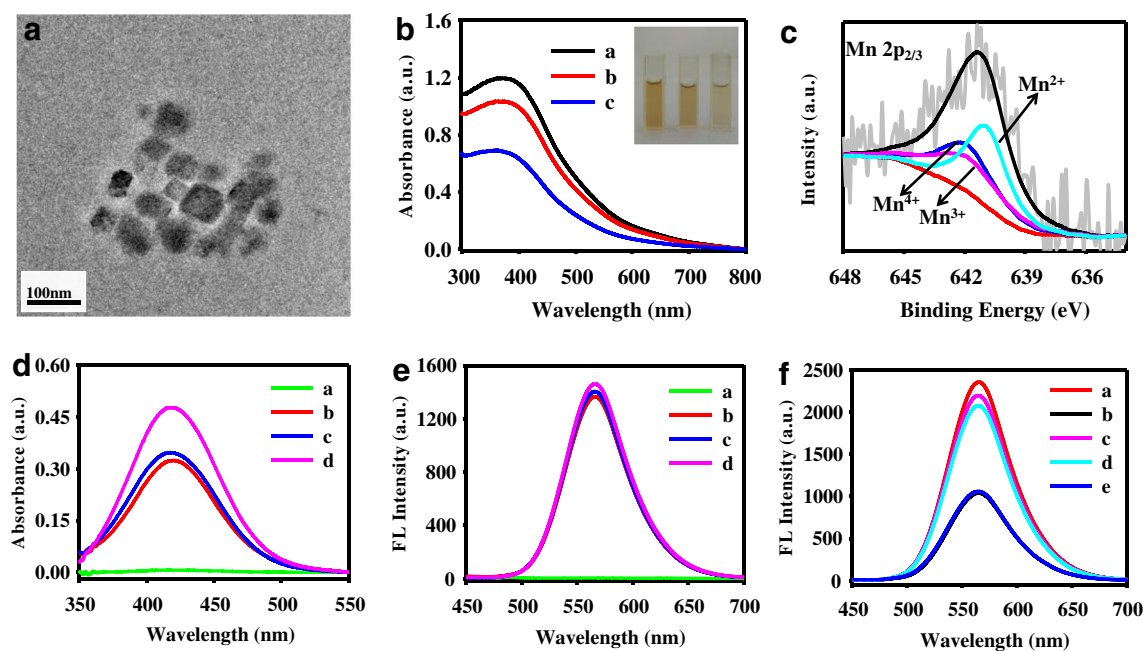 a
100nm
b
Absorbance (a.u.)
1.6
1.2
0.8
0.4
0.0
300 400 500 600 700 800
Wavelength (nm)
a
b
c
c
Mn 2p2/3
Intensity (a.u.)
Mn2+
Mn4+
Mn3+
648 645 642 639 636
Binding Energy (eV)
d
Absorbance (a.u.)
0.60
0.45
0.30
0.15
0.00
350 400 450 500 550
Wavelength (nm)
a
b
c
d
e
FL Intensity (a.u.)
1600
1200
800
400
0
450 500 550 600 650 700
Wavelength (nm)
a
b
c
d
f
FL Intensity (a.u.)
2500
2000
1500
1000
500
0
450 500 550 600 650 700
Wavelength (nm)
a
b
c
d
e